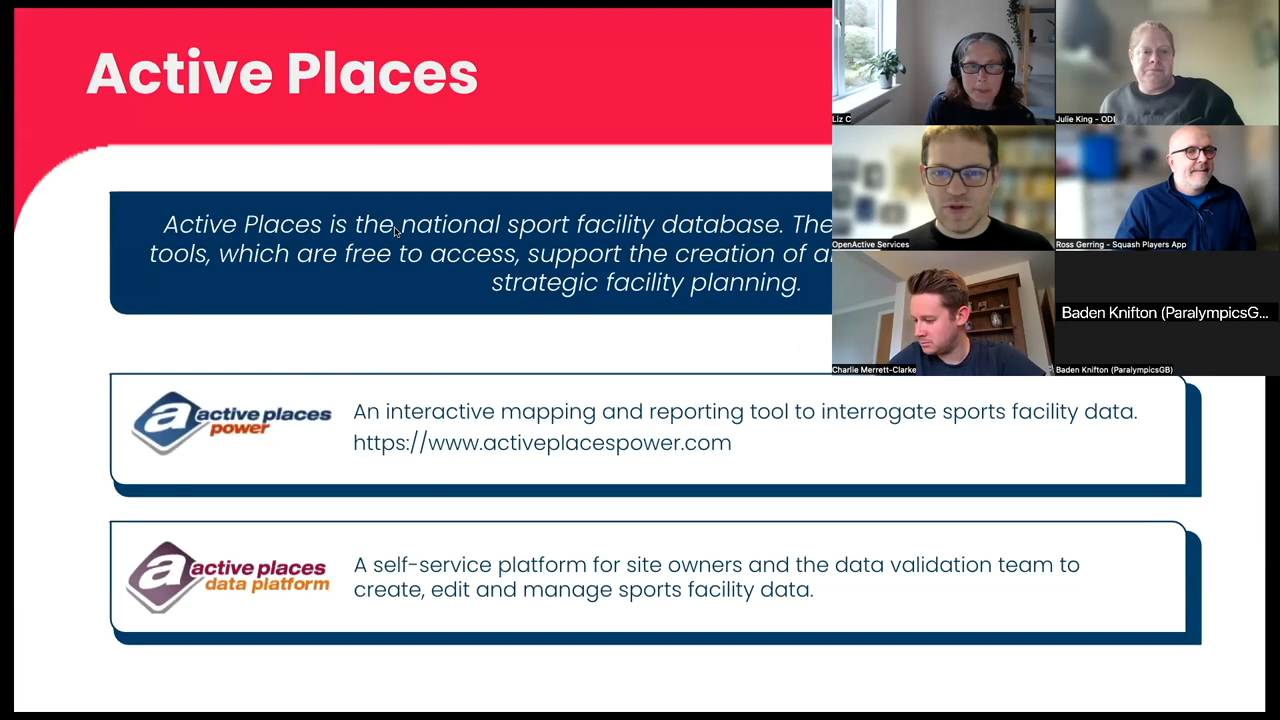 Active Places
Active Places is the national sport facility database. The
tools, which are free to access, support the creation of a
strategic facility planning.
active places
power
An interactive mapping and reporting tool to interrogate sports facility data.
https://www.activeplacespower.com
active places
data platform
A self-service platform for site owners and the data validation team to
create, edit and manage sports facility data.
Liz C
Julie King - ODI
OpenActive Services
Ross Gerring - Squash Players App
Charlie Merrett-Clarke
Baden Knifton (ParalympicsG...
Baden Knifton (ParalympicsGB)